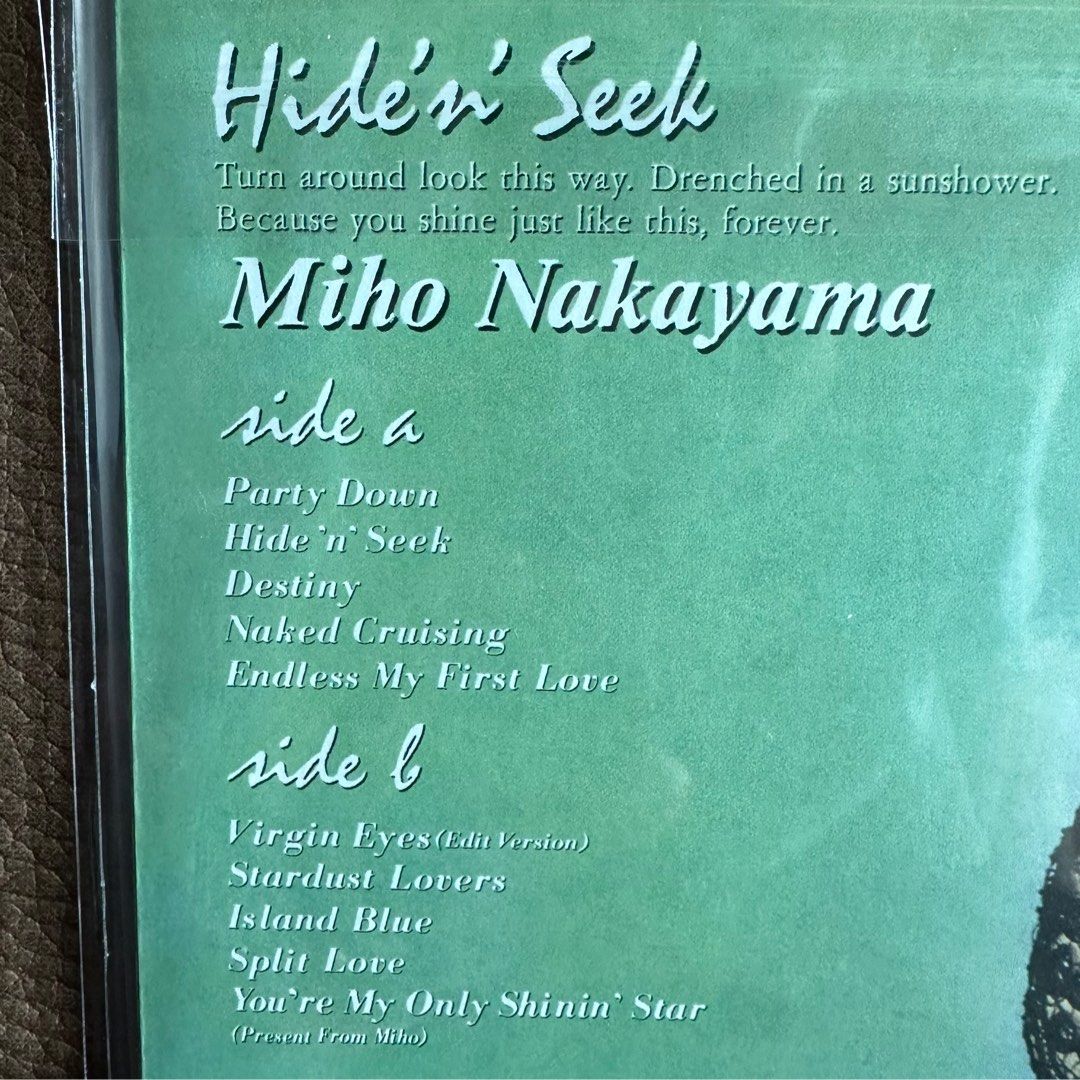 Hide'n' Seek
Turn around look this way. Drenched in a sunshower.
Because you shine just like this, forever.
Miho Nakayama
side a
Party Down
Hide 'n' Seek
Destiny
Naked Cruising
Endless My First Love
side b
Virgin Eyes (Edit Version)
Stardust Lovers
Island Blue
Split Love
You're My Only Shinin' Star
(Present From Miho)